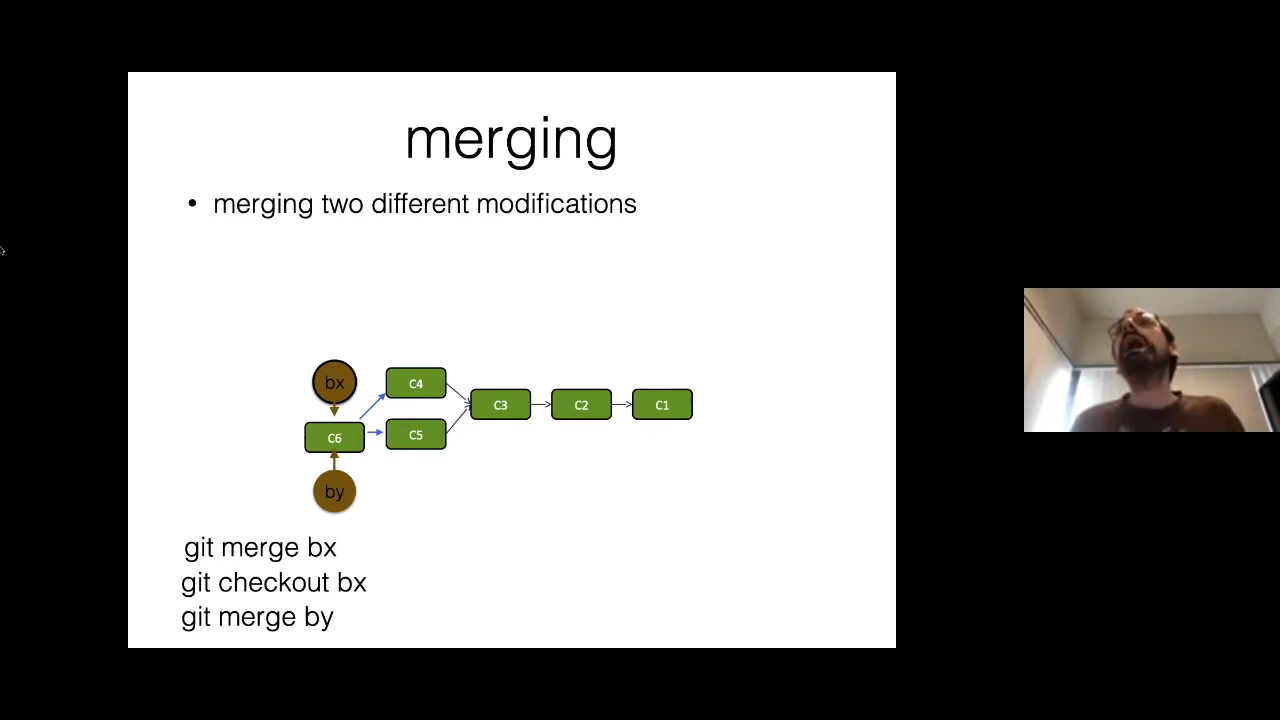 merging
• merging two different modifications
bx
C4
C3
C2
C1
C6
C5
by
git merge bx
git checkout bx
git merge by